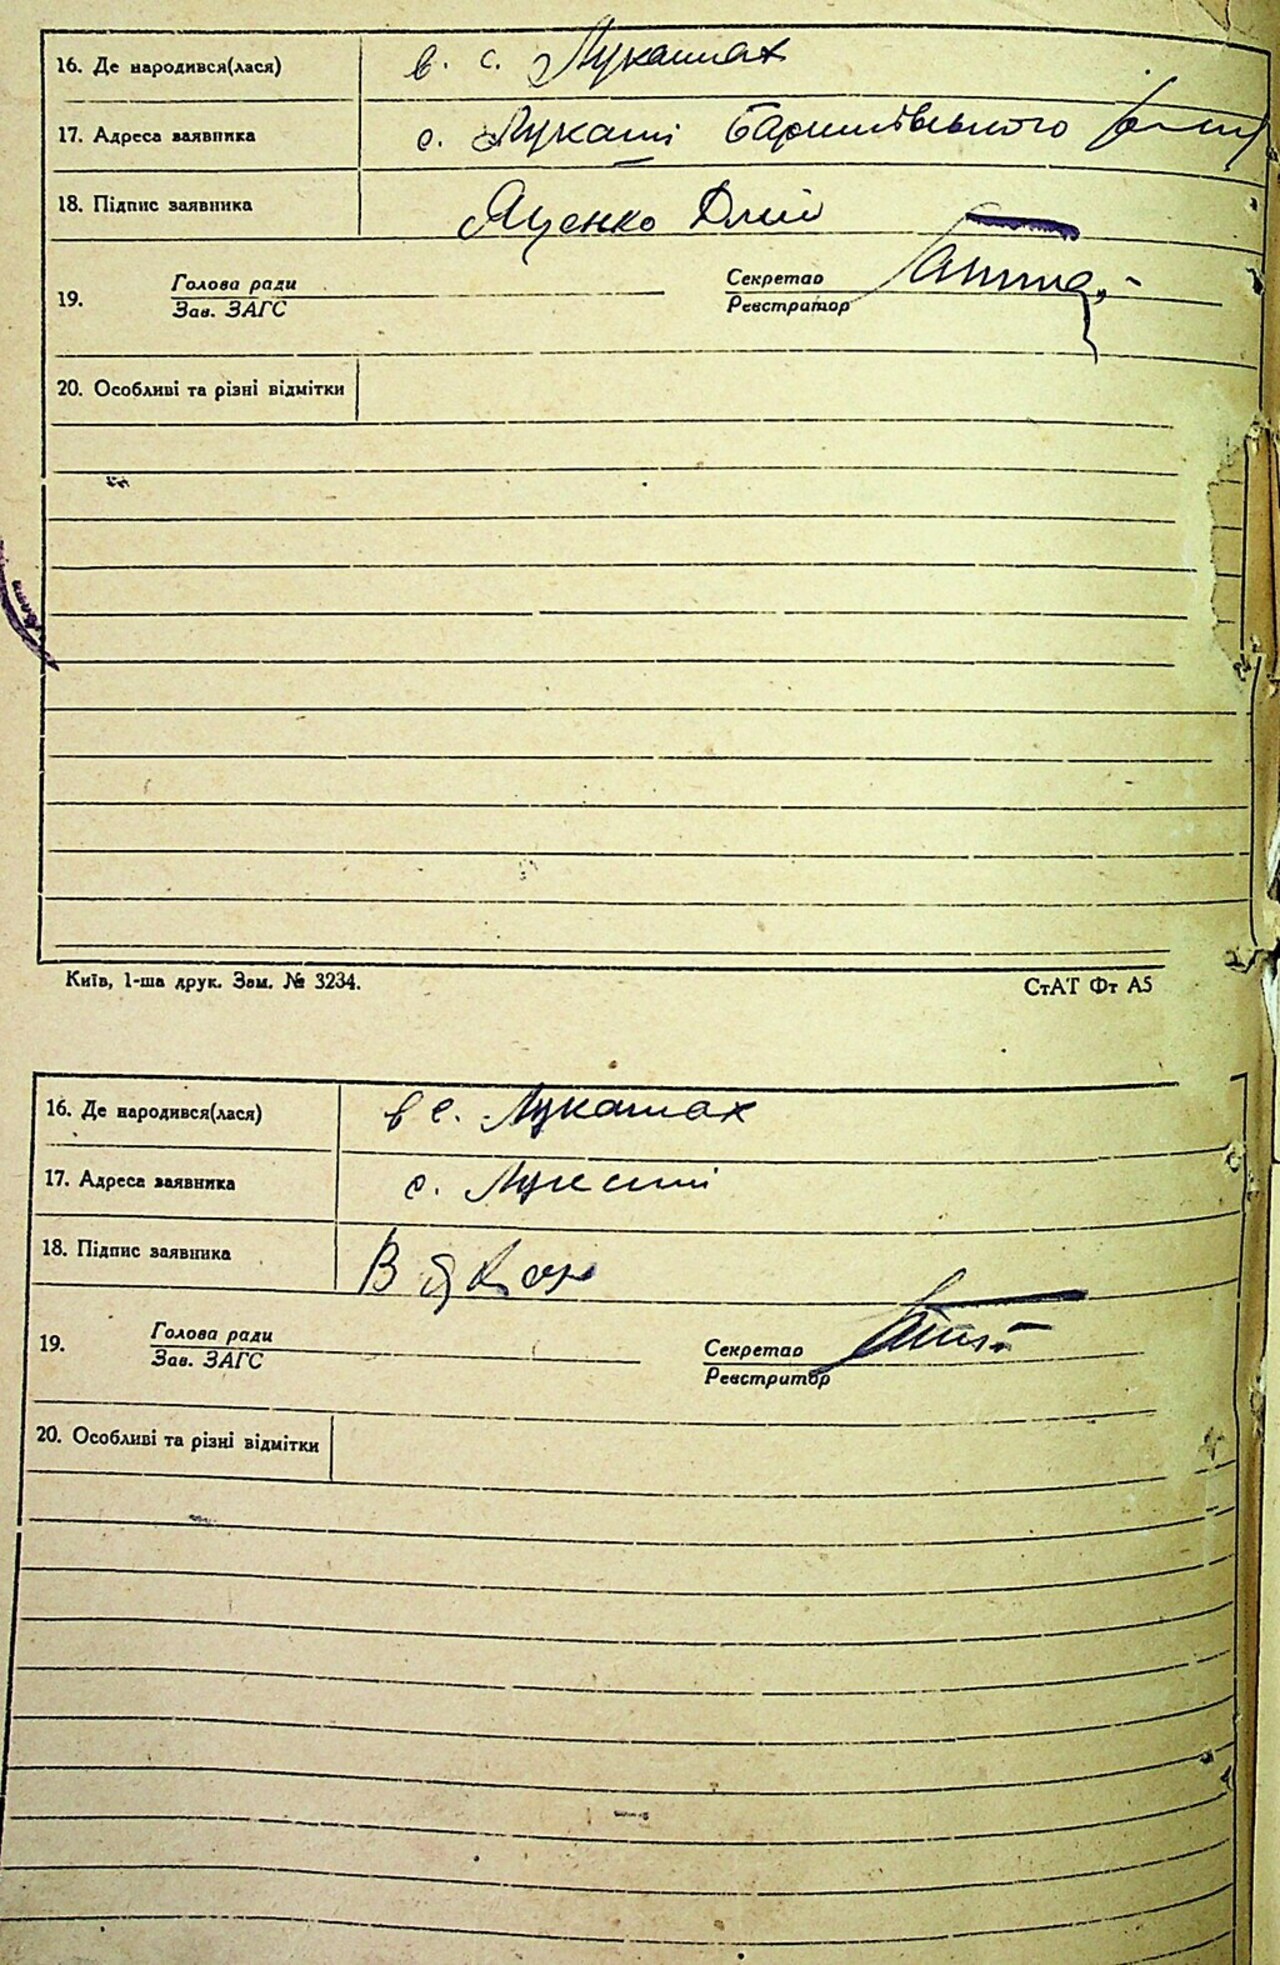 16. Де народився(лася) в. с. Лукашах
17. Адреса заявника с. Лукаші Баришівського
18. Підпис заявника Яценко
19. Голова ради Секретар
Зав. ЗАГС Реєстратор
20. Особливі та різні відмітки
Київ, 1-ша друк. Зам. № 3234. СтАТ Фт А5
16. Де народився(лася) в с. Лукашах
17. Адреса заявника с. Лукаші
18. Підпис заявника
19. Голова ради Секретар
Зав. ЗАГС Реєстратор
20. Особливі та різні відмітки